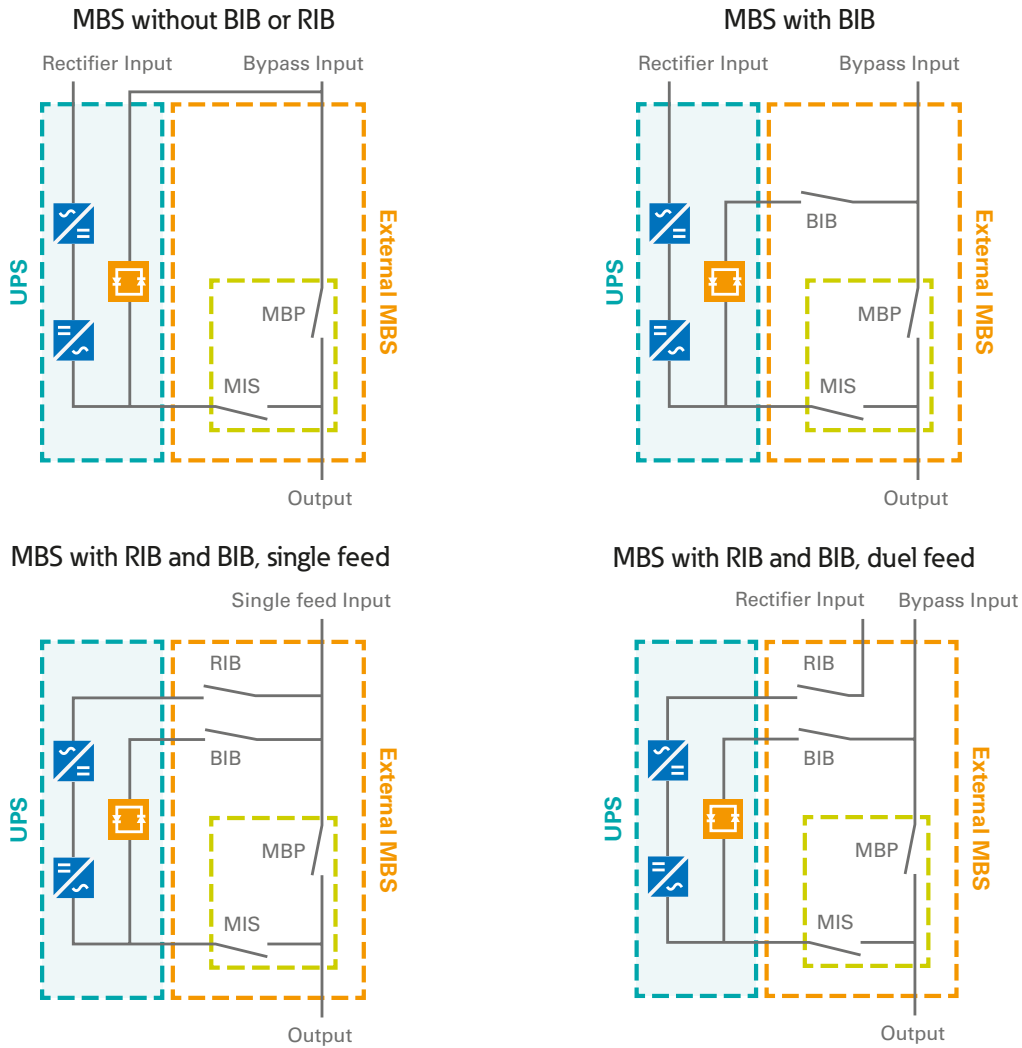 MBS without BIB or RIB
Rectifier Input
Bypass Input
UPS
External MBS
MBP
MIS
Output
MBS with BIB
Rectifier Input
Bypass Input
BIB
UPS
External MBS
MBP
MIS
Output
MBS with RIB and BIB, single feed
Single feed Input
RIB
BIB
UPS
External MBS
MBP
MIS
Output
MBS with RIB and BIB, duel feed
Rectifier Input
Bypass Input
RIB
BIB
UPS
External MBS
MBP
MIS
Output